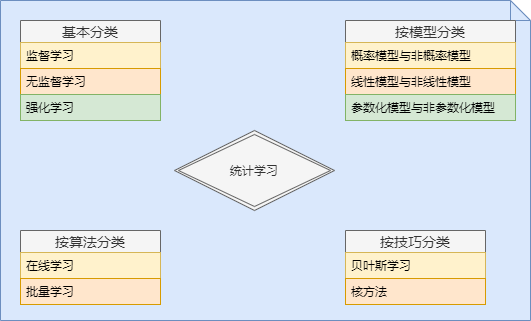 基本分类
监督学习
无监督学习
强化学习
按模型分类
概率模型与非概率模型
线性模型与非线性模型
参数化模型与非参数化模型
统计学习
按算法分类
在线学习
批量学习
按技巧分类
贝叶斯学习
核方法